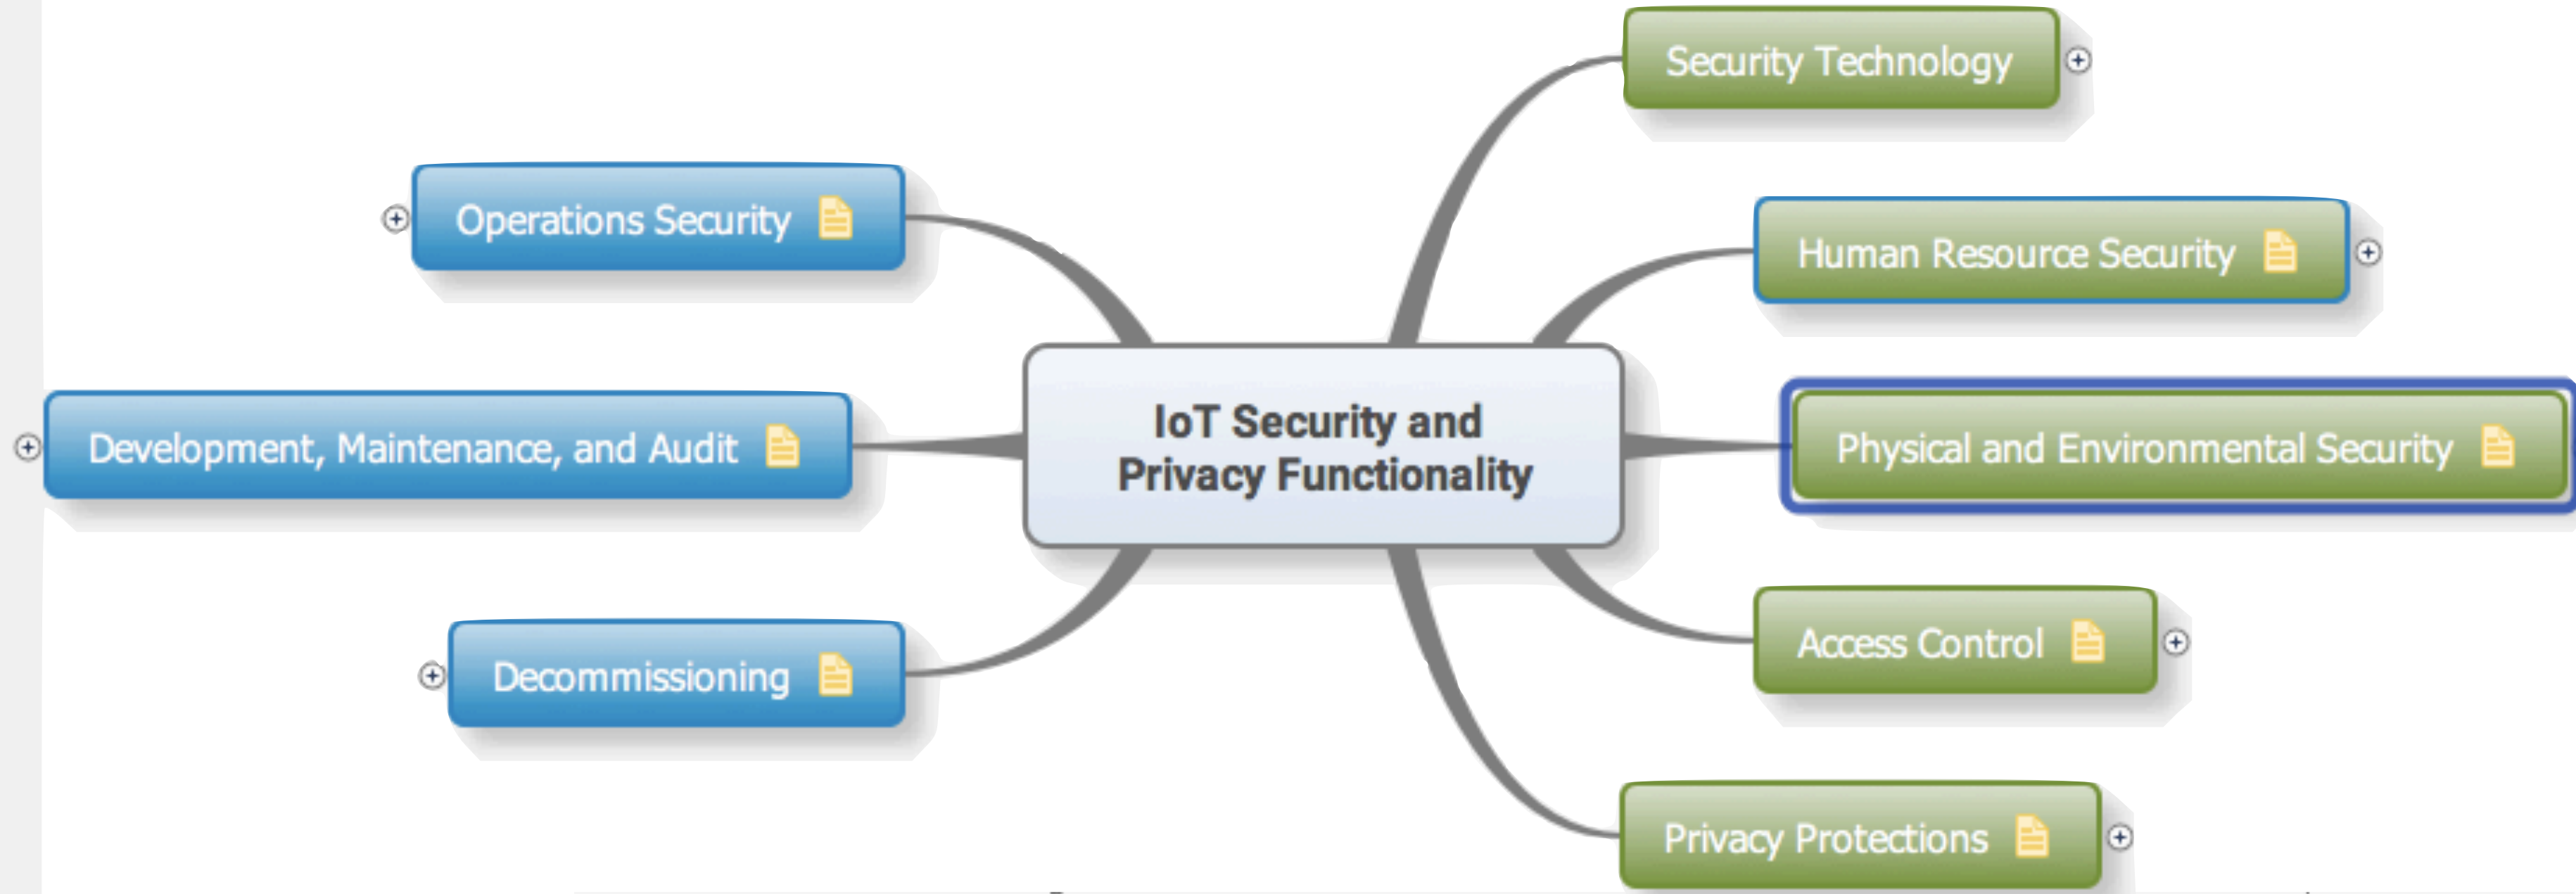 Security Technology
Operations Security
Human Resource Security
IoT Security and
Privacy Functionality
Development, Maintenance, and Audit
Physical and Environmental Security
Decommissioning
Access Control
Privacy Protections